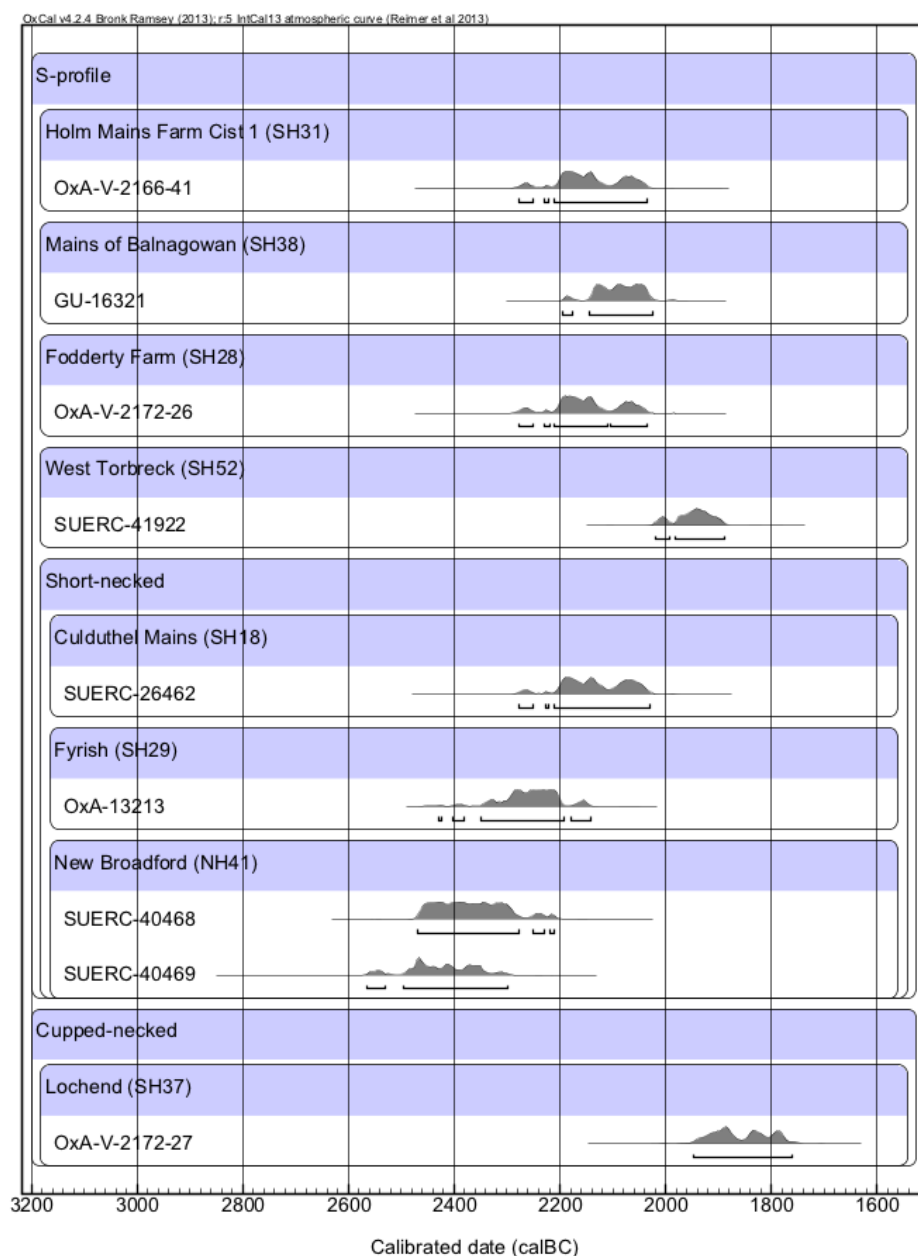 OxCal v4.2.4 Bronk Ramsey (2013); r:5 IntCal13 atmospheric curve (Reimer et al 2013)
S-profile
Holm Mains Farm Cist 1 (SH31)
OxA-V-2166-41
Mains of Balnagowan (SH38)
GU-16321
Fodderty Farm (SH28)
OxA-V-2172-26
West Torbreck (SH52)
SUERC-41922
Short-necked
Culduthel Mains (SH18)
SUERC-26462
Fyrish (SH29)
OxA-13213
New Broadford (NH41)
SUERC-40468
SUERC-40469
Cupped-necked
Lochend (SH37)
OxA-V-2172-27
3200 3000 2800 2600 2400 2200 2000 1800 1600
Calibrated date (calBC)